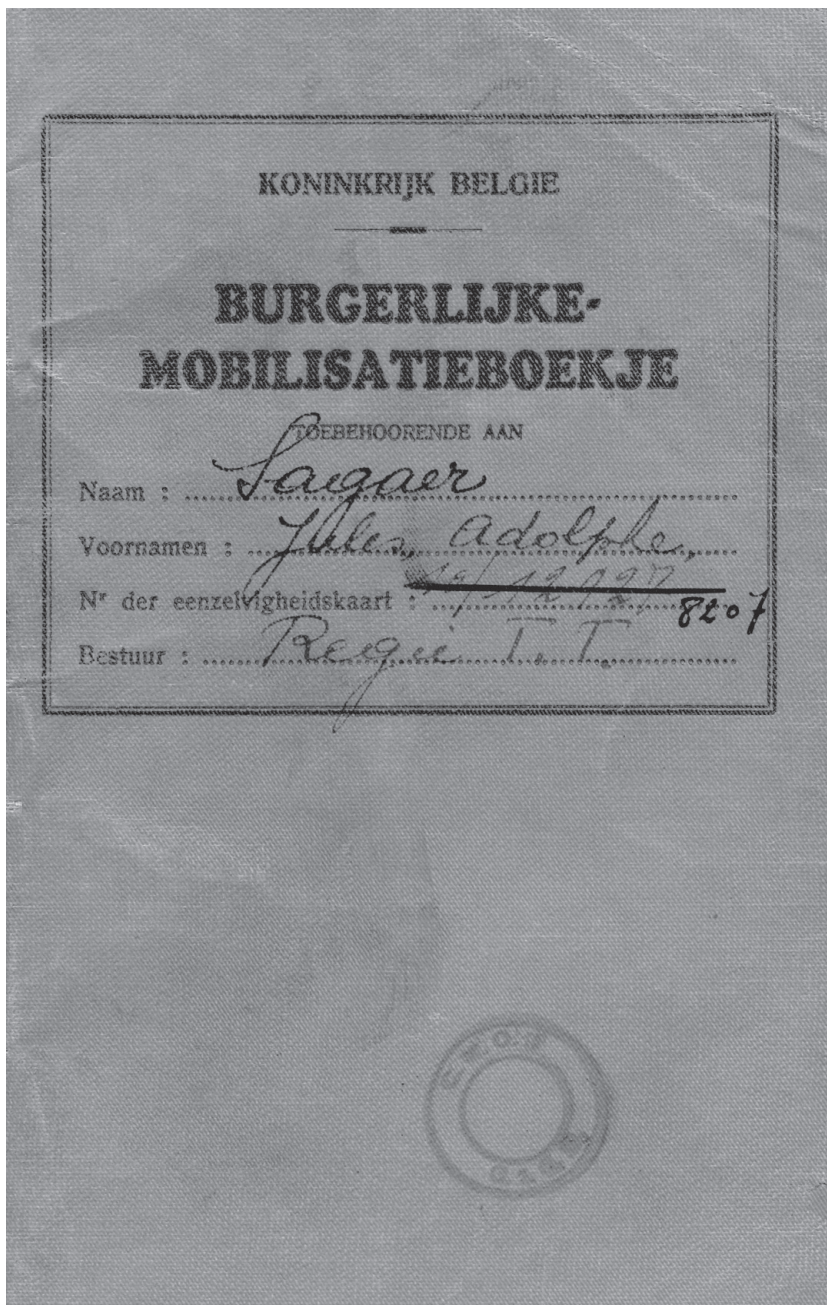 KONINKRIJK BELGIE
BURGERLIJKE-
MOBILISATIEBOEKJE
TOEBEHOORENDE AAN
Naam : Sagaer
Voornamen : Jules, Adolphe,
Nr der eenzelvigheidskaart : 8207
Bestuur : Regie T. T.